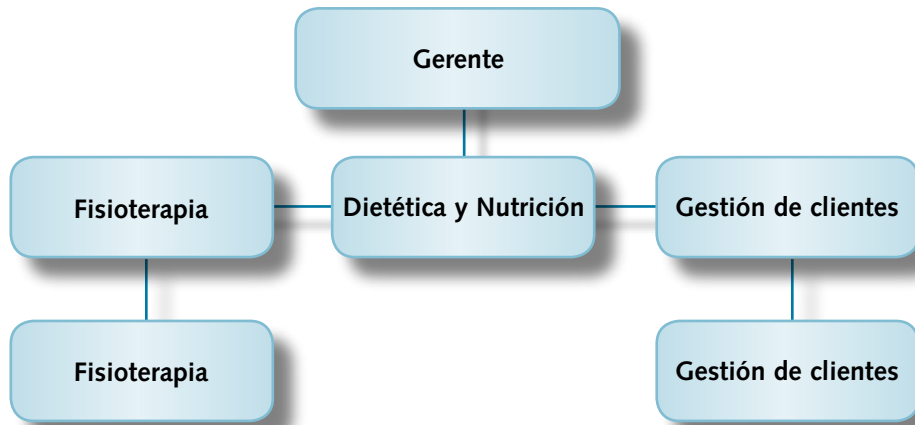 Gerente
Fisioterapia
Dietética y Nutrición
Gestión de clientes
Fisioterapia
Gestión de clientes